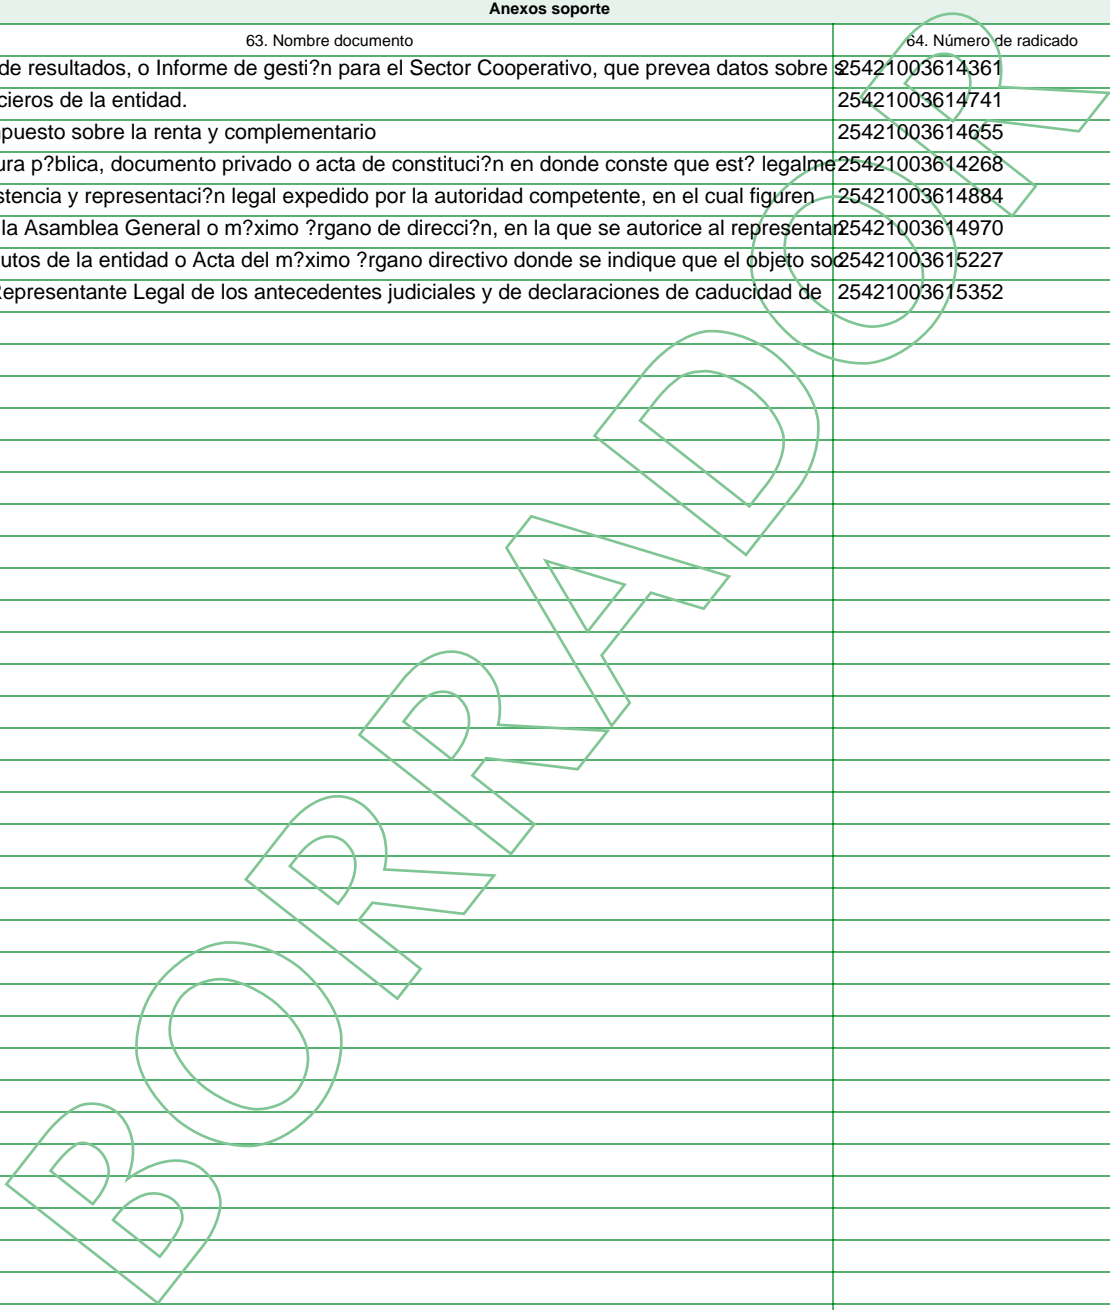 Anexos soporte
63. Nombre documento 64. Número de radicado
de resultados, o Informe de gesti?n para el Sector Cooperativo, que prevea datos sobre s 25421003614361
cieros de la entidad. 25421003614741
puesto sobre la renta y complementario 25421003614655
ura p?blica, documento privado o acta de constituci?n en donde conste que est? legalme 25421003614268
stencia y representaci?n legal expedido por la autoridad competente, en el cual figuren 25421003614884
la Asamblea General o m?ximo ?rgano de direcci?n, en la que se autorice al representan 25421003614970
utos de la entidad o Acta del m?ximo ?rgano directivo donde se indique que el objeto soc 25421003615227
Representante Legal de los antecedentes judiciales y de declaraciones de caducidad de 25421003615352
BORRADOR